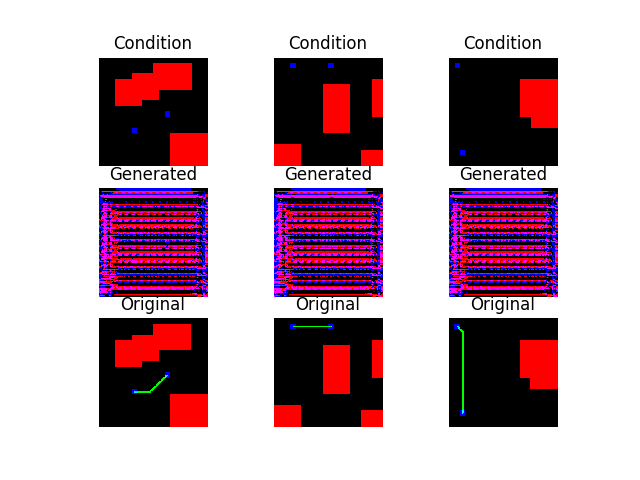 Condition Condition Condition
Generated Generated Generated
Original Original Original